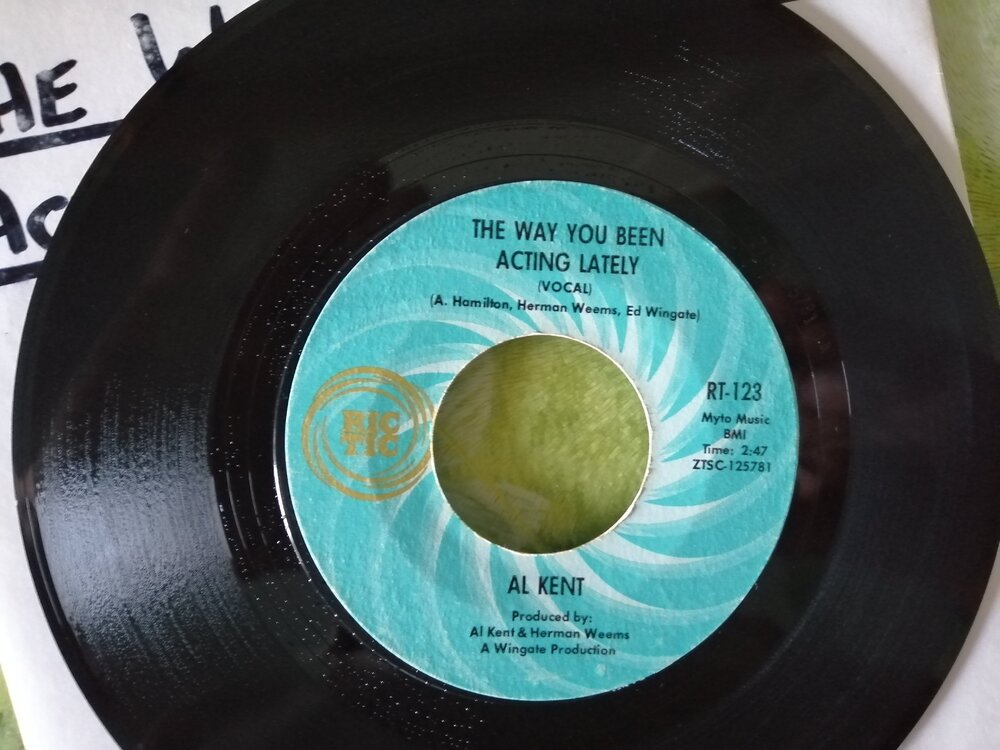 THE WAY YOU BEEN
ACTING LATELY
(VOCAL)
(A. Hamilton, Herman Weems, Ed Wingate)
RIC
TIC
RT-123
Myto Music
BMI
Time: 2:47
ZTSC-125781
AL KENT
Produced by:
Al Kent & Herman Weems
A Wingate Production